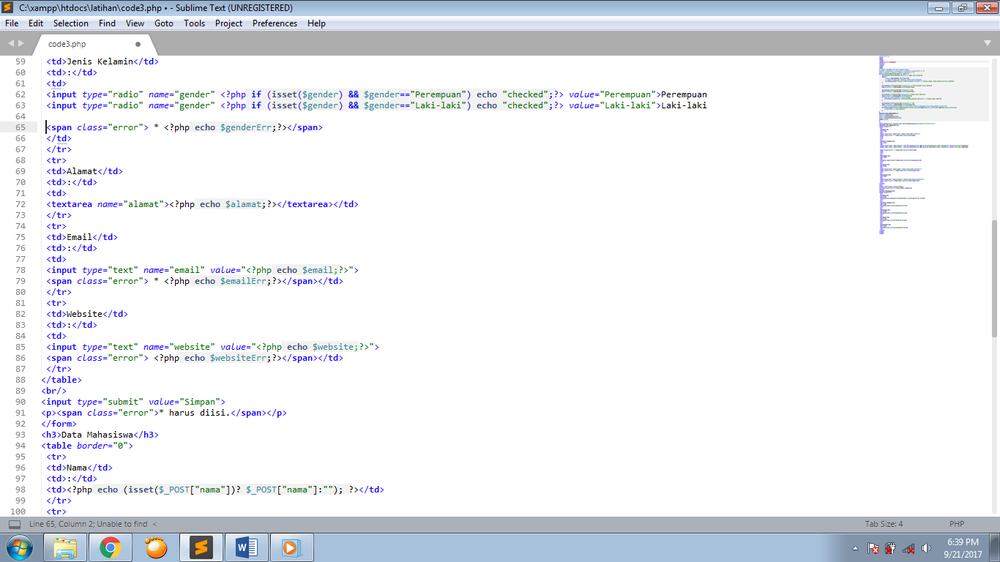 C:\xampp\htdocs\latihan\code3.php • - Sublime Text (UNREGISTERED)
File Edit Selection Find View Goto Tools Project Preferences Help
code3.php
59 <td>Jenis Kelamin</td>
60 <td>:</td>
61 <td>
62 <input type="radio" name="gender" <?php if (isset($gender) && $gender=="Perempuan") echo "checked";?> value="Perempuan">Perempuan
63 <input type="radio" name="gender" <?php if (isset($gender) && $gender=="Laki-laki") echo "checked";?> value="Laki-laki">Laki-laki
64
65 <span class="error"> * <?php echo $genderErr;?></span>
66 </td>
67 </tr>
68 <tr>
69 <td>Alamat</td>
70 <td>:</td>
71 <td>
72 <textarea name="alamat"><?php echo $alamat;?></textarea></td>
73 </tr>
74 <tr>
75 <td>Email</td>
76 <td>:</td>
77 <td>
78 <input type="text" name="email" value="<?php echo $email;?>">
79 <span class="error"> * <?php echo $emailErr;?></span></td>
80 </tr>
81 <tr>
82 <td>Website</td>
83 <td>:</td>
84 <td>
85 <input type="text" name="website" value="<?php echo $website;?>">
86 <span class="error"> <?php echo $websiteErr;?></span></td>
87 </tr>
88 </table>
89 <br/>
90 <input type="submit" value="Simpan">
91 <p><span class="error">* harus diisi.</span></p>
92 </form>
93 <h3>Data Mahasiswa</h3>
94 <table border="0">
95 <tr>
96 <td>Nama</td>
97 <td>:</td>
98 <td><?php echo (isset($_POST["nama"])? $_POST["nama"]:""); ?></td>
99 </tr>
100 <tr>
Line 65, Column 2; Unable to find < Tab Size: 4 PHP
6:39 PM
9/21/2017